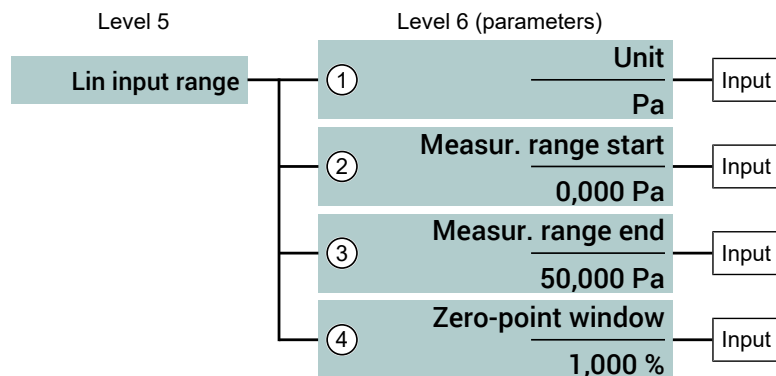 Level 5
Level 6 (parameters)
Lin input range
1
Unit
Pa
Input
2
Measur. range start
0,000 Pa
Input
3
Measur. range end
50,000 Pa
Input
4
Zero-point window
1,000 %
Input